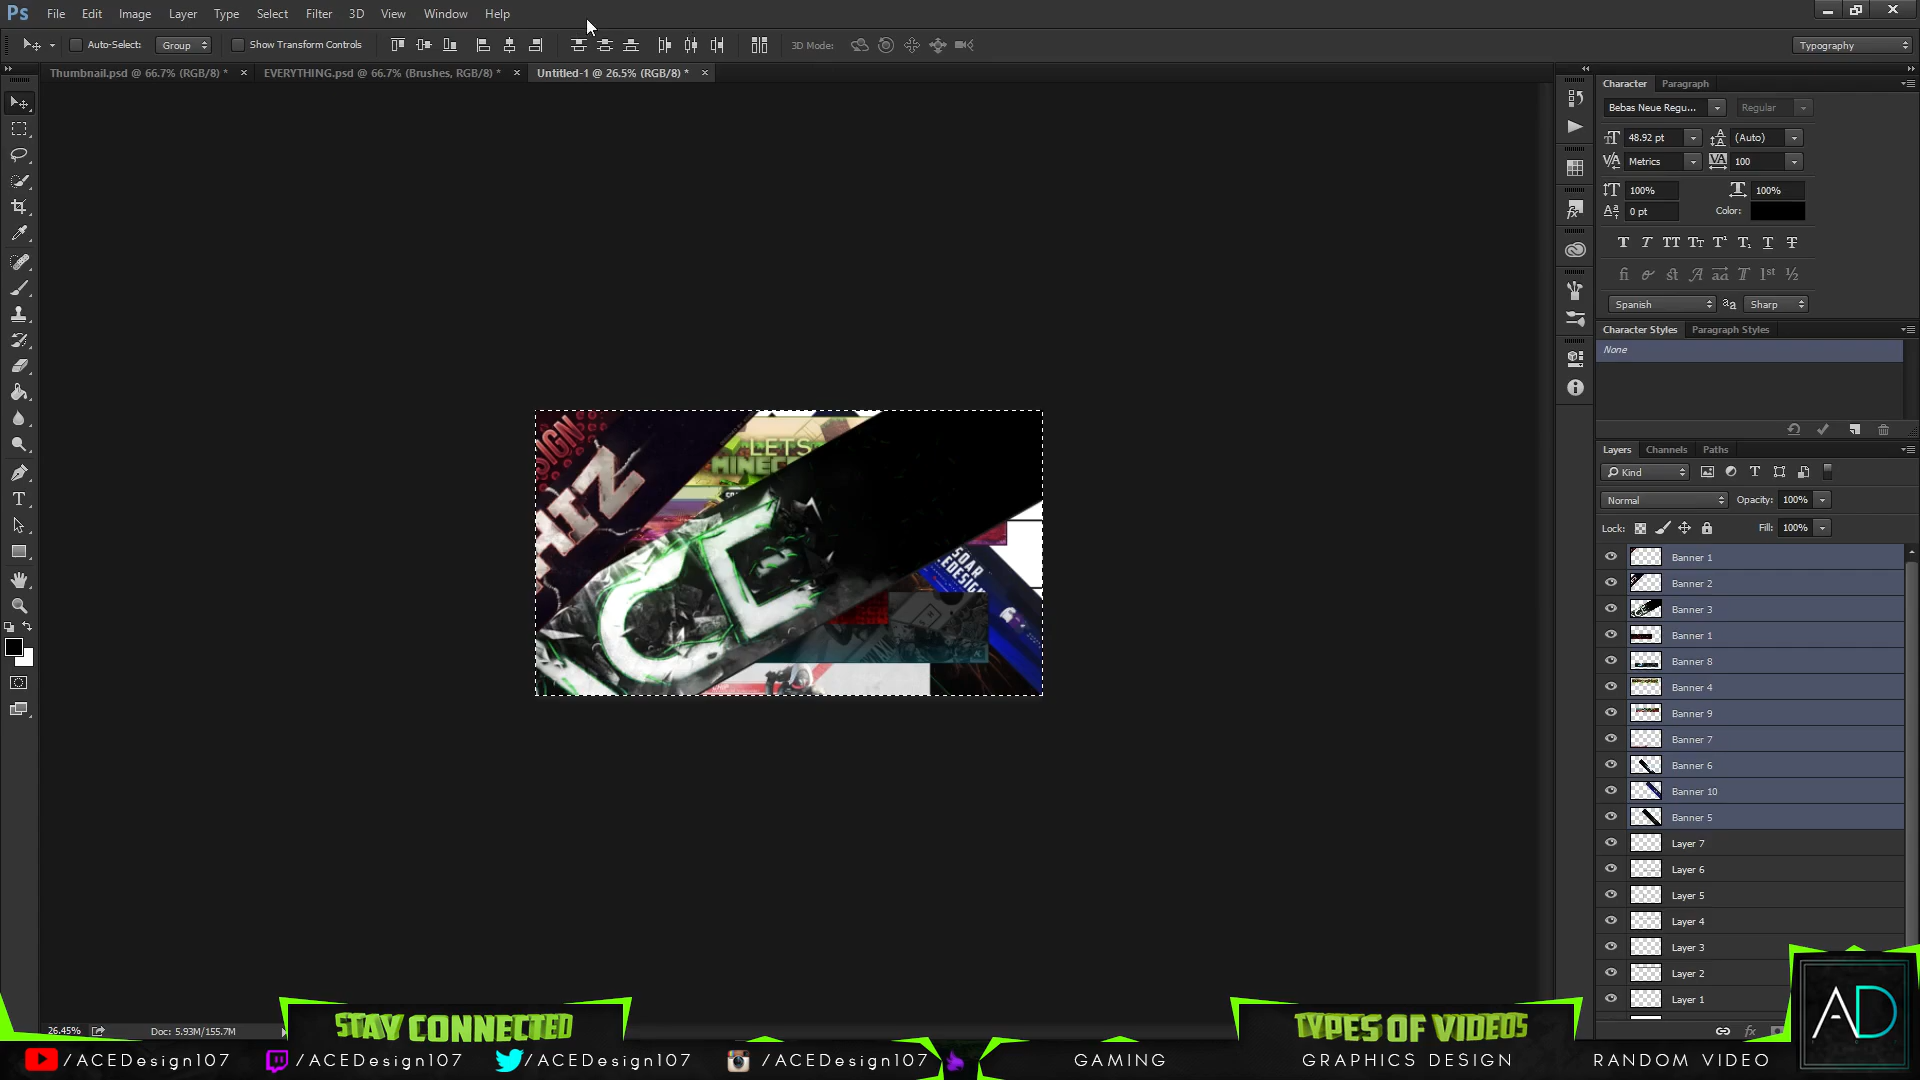 Ps File Edit Image Layer Type Select Filter 3D View Window Help
Auto-Select: Group Show Transform Controls 3D Mode: Typography
Thumbnail.psd @ 66.7% (RGB/8) * × EVERYTHING.psd @ 66.7% (Brushes, RGB/8) * × Untitled-1 @ 26.5% (RGB/8) * ×
Character Paragraph
Bebas Neue Regu... Regular
48.92 pt (Auto)
Metrics 100
100% 100%
0 pt Color:
Spanish Sharp
Character Styles Paragraph Styles
None
Layers Channels Paths
Kind
Normal Opacity: 100%
Lock: Fill: 100%
Banner 1
Banner 2
Banner 3
Banner 1
Banner 8
Banner 4
Banner 9
Banner 7
Banner 6
Banner 10
Banner 5
Layer 7
Layer 6
Layer 5
Layer 4
Layer 3
Layer 2
Layer 1
LETS
SOAR
26.45% Doc: 5.93M/155.7M
STAY CONNECTED
TYPES OF VIDEOS
AD
/ACEDesign107 /ACEDesign107 /ACEDesign107 /ACEDesign107 GAMING GRAPHICS DESIGN RANDOM VIDEO